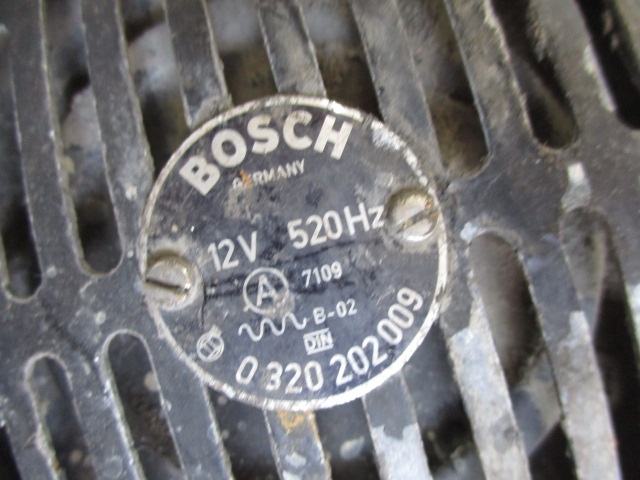 BOSCH
GERMANY
12V 520Hz
A 7109
B-02
DIN
0 320 202 009